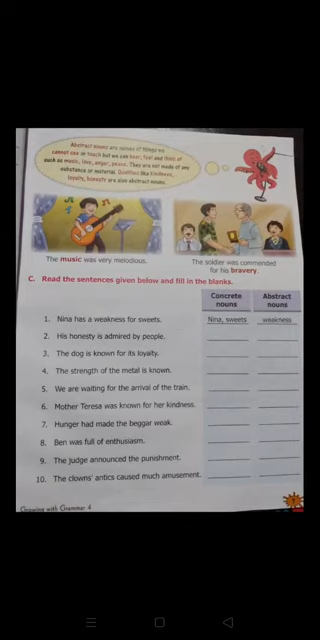 Abstract nouns are names of things we
cannot see or touch but we can hear, feel and think of
such as music, love, anger, peace. They are not made of any
substance or material. Qualities like kindness,
loyalty, honesty are also abstract nouns.
The music was very melodious.
The soldier was commended
for his bravery.
C. Read the sentences given below and fill in the blanks.
Concrete nouns Abstract nouns
1. Nina has a weakness for sweets. Nina, sweets weakness
2. His honesty is admired by people.
3. The dog is known for its loyalty.
4. The strength of the metal is known.
5. We are waiting for the arrival of the train.
6. Mother Teresa was known for her kindness.
7. Hunger had made the beggar weak.
8. Ben was full of enthusiasm.
9. The judge announced the punishment.
10. The clowns' antics caused much amusement.
Growing with Grammar 4